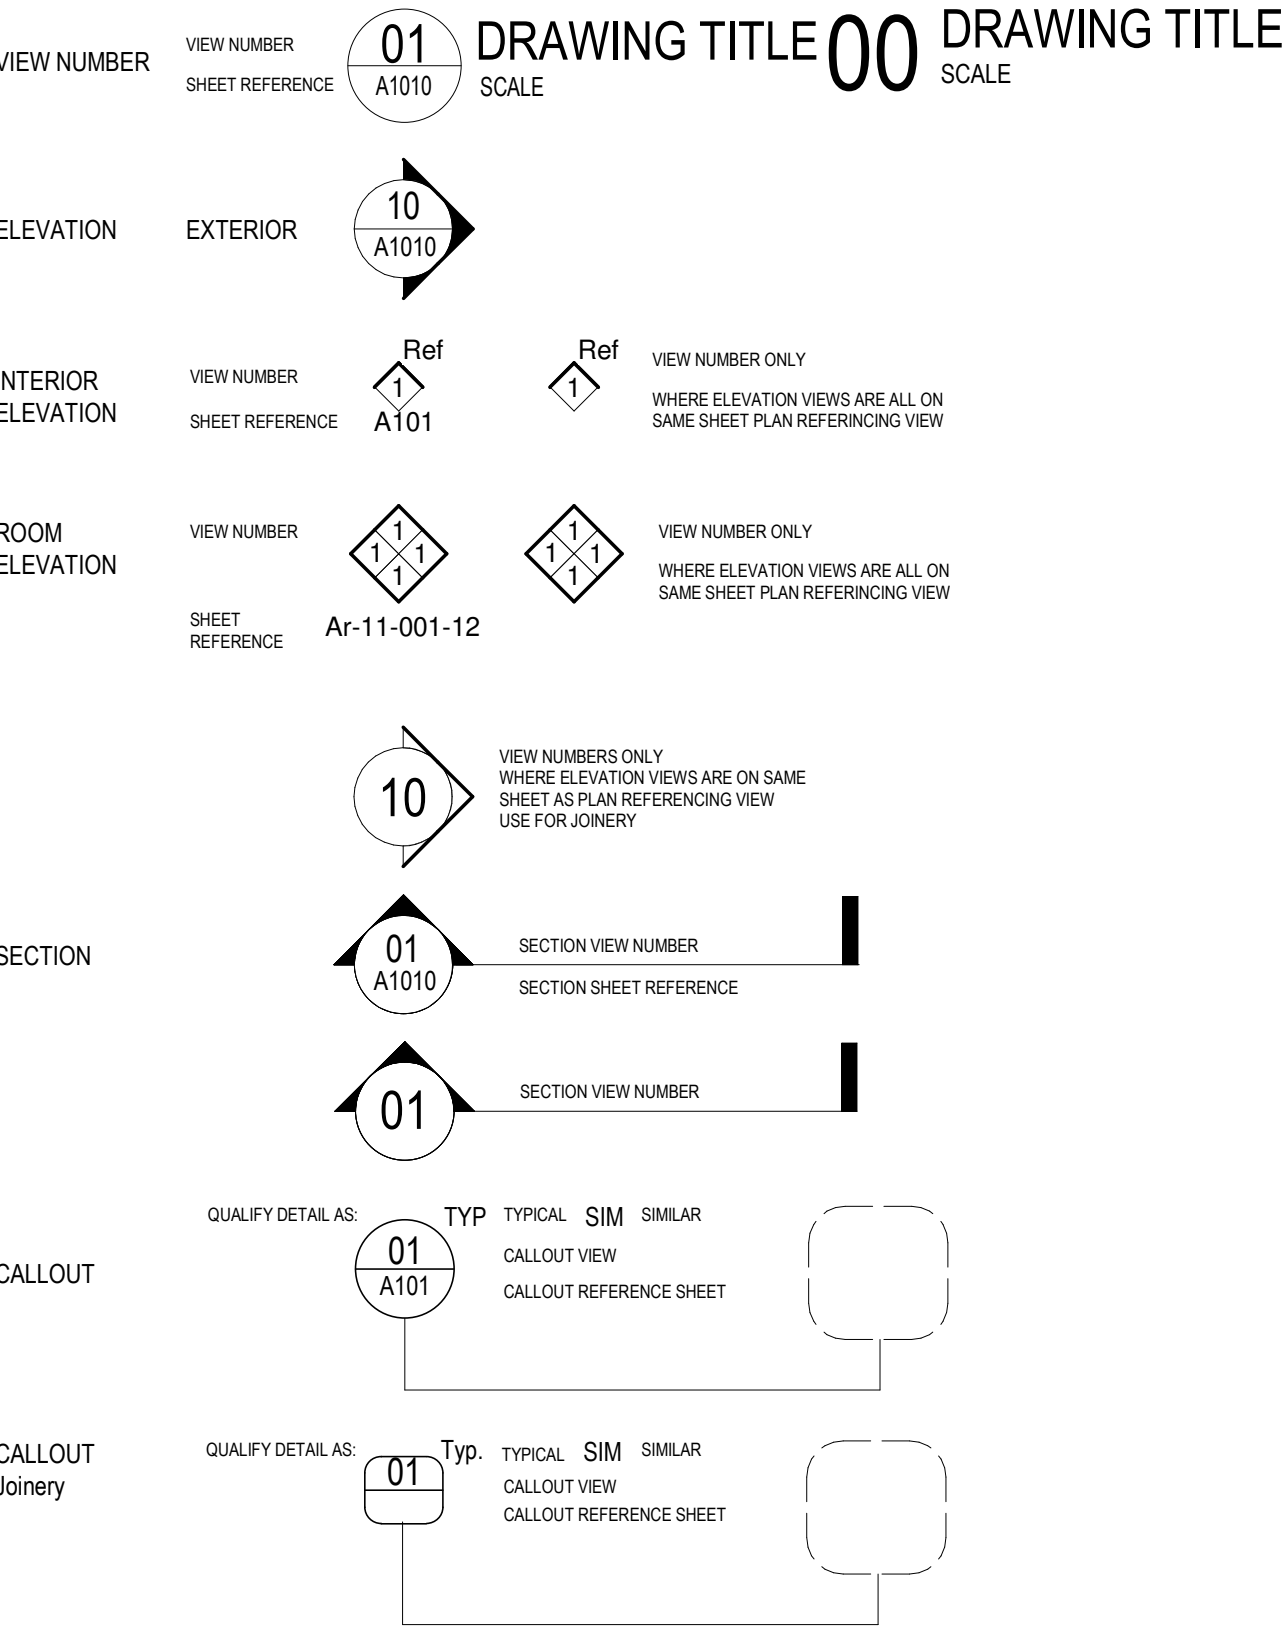 VIEW NUMBER
VIEW NUMBER
SHEET REFERENCE
01
A1010
DRAWING TITLE
SCALE
00
DRAWING TITLE
SCALE
ELEVATION
EXTERIOR
10
A1010
INTERIOR
ELEVATION
VIEW NUMBER
SHEET REFERENCE
Ref
1
A101
Ref
1
VIEW NUMBER ONLY
WHERE ELEVATION VIEWS ARE ALL ON
SAME SHEET PLAN REFERINCING VIEW
ROOM
ELEVATION
VIEW NUMBER
SHEET
REFERENCE
1
1 1
1
Ar-11-001-12
1
1 1
1
VIEW NUMBER ONLY
WHERE ELEVATION VIEWS ARE ALL ON
SAME SHEET PLAN REFERINCING VIEW
10
VIEW NUMBERS ONLY
WHERE ELEVATION VIEWS ARE ON SAME
SHEET AS PLAN REFERENCING VIEW
USE FOR JOINERY
SECTION
01
A1010
SECTION VIEW NUMBER
SECTION SHEET REFERENCE
01
SECTION VIEW NUMBER
CALLOUT
QUALIFY DETAIL AS:
TYP TYPICAL SIM SIMILAR
01
A101
CALLOUT VIEW
CALLOUT REFERENCE SHEET
CALLOUT
Joinery
QUALIFY DETAIL AS:
Typ. TYPICAL SIM SIMILAR
01
CALLOUT VIEW
CALLOUT REFERENCE SHEET